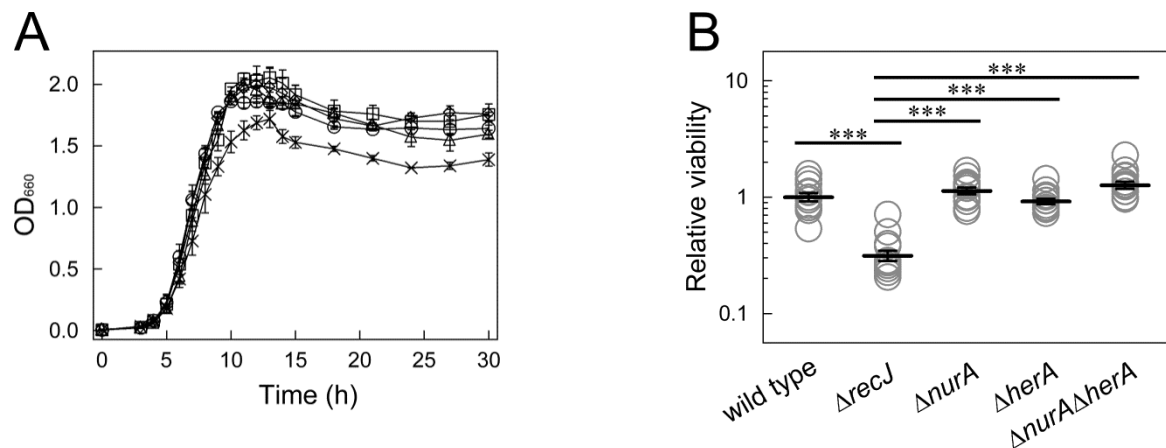 A
2.0
1.5
1.0
0.5
0.0
OD₆₆₀
0 5 10 15 20 25 30
Time (h)
B
10
1
0.1
Relative viability
***
***
***
***
wild type
ΔrecJ
ΔnurA
ΔherA
ΔnurAΔherA